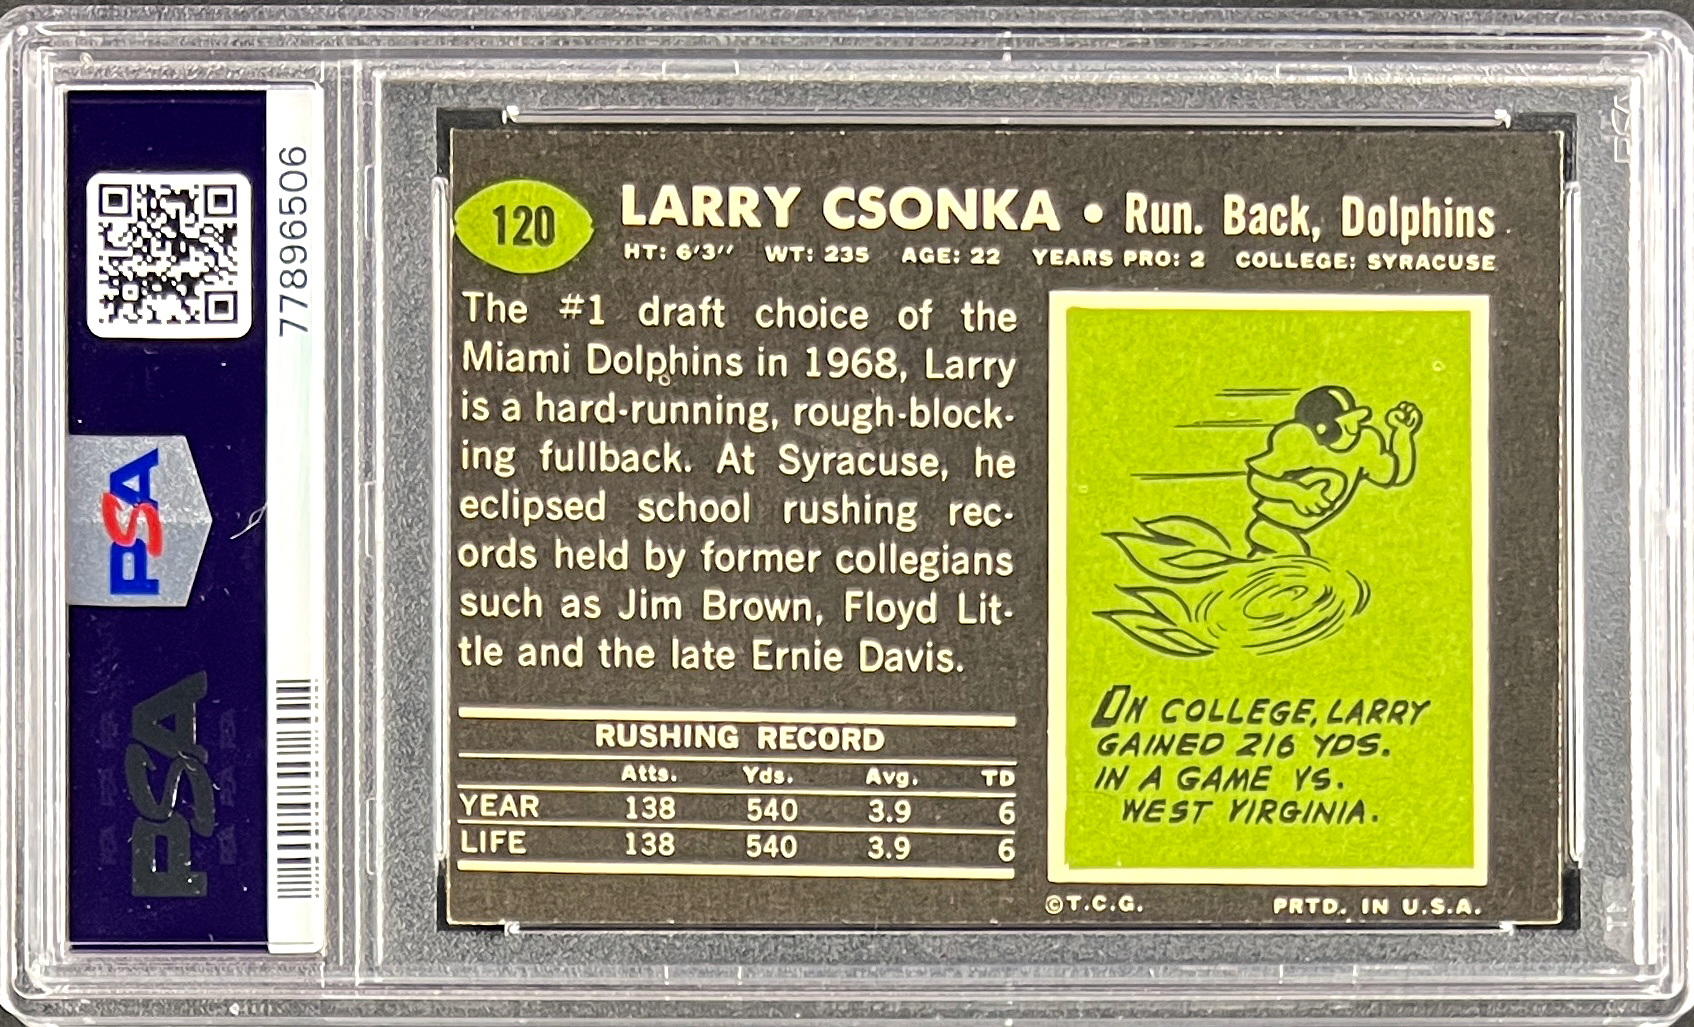 77896506
PSA
PSA
120
LARRY CSONKA • Run. Back, Dolphins
HT: 6'3'' WT: 235 AGE: 22 YEARS PRO: 2 COLLEGE: SYRACUSE
The #1 draft choice of the
Miami Dolphins in 1968, Larry
is a hard-running, rough-block-
ing fullback. At Syracuse, he
eclipsed school rushing rec-
ords held by former collegians
such as Jim Brown, Floyd Lit-
tle and the late Ernie Davis.
RUSHING RECORD
Atts. Yds. Avg. TD
YEAR 138 540 3.9 6
LIFE 138 540 3.9 6
IN COLLEGE, LARRY
GAINED 216 YDS.
IN A GAME VS.
WEST VIRGINIA.
©T.C.G. PRTD. IN U.S.A.